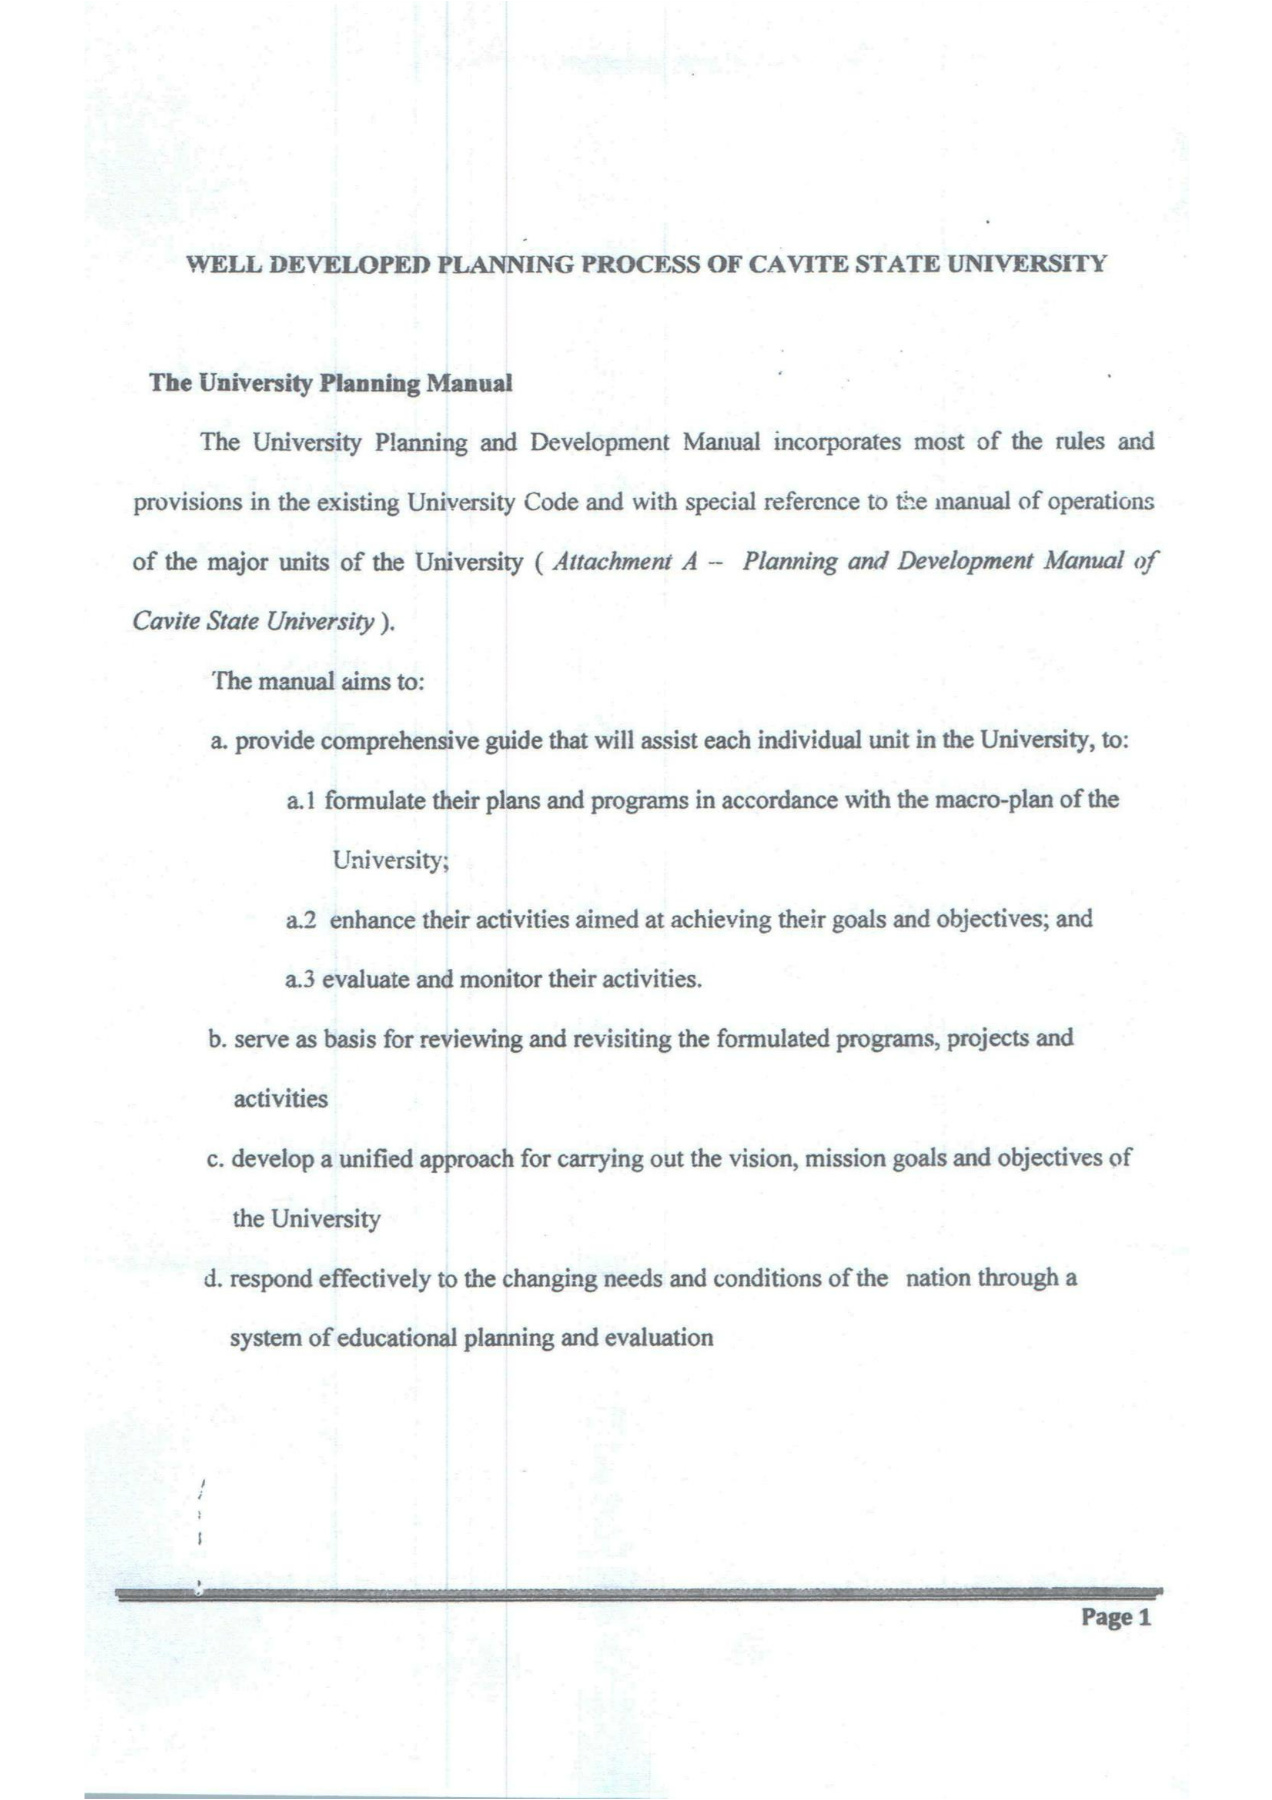 WELL DEVELOPED PLANNING PROCESS OF CAVITE STATE UNIVERSITY
The University Planning Manual
The University Planning and Development Manual incorporates most of the rules and
provisions in the existing University Code and with special reference to the manual of operations
of the major units of the University ( Attachment A -- Planning and Development Manual of
Cavite State University ).
The manual aims to:
a. provide comprehensive guide that will assist each individual unit in the University, to:
a.1 formulate their plans and programs in accordance with the macro-plan of the
University;
a.2 enhance their activities aimed at achieving their goals and objectives; and
a.3 evaluate and monitor their activities.
b. serve as basis for reviewing and revisiting the formulated programs, projects and
activities
c. develop a unified approach for carrying out the vision, mission goals and objectives of
the University
d. respond effectively to the changing needs and conditions of the nation through a
system of educational planning and evaluation
Page 1